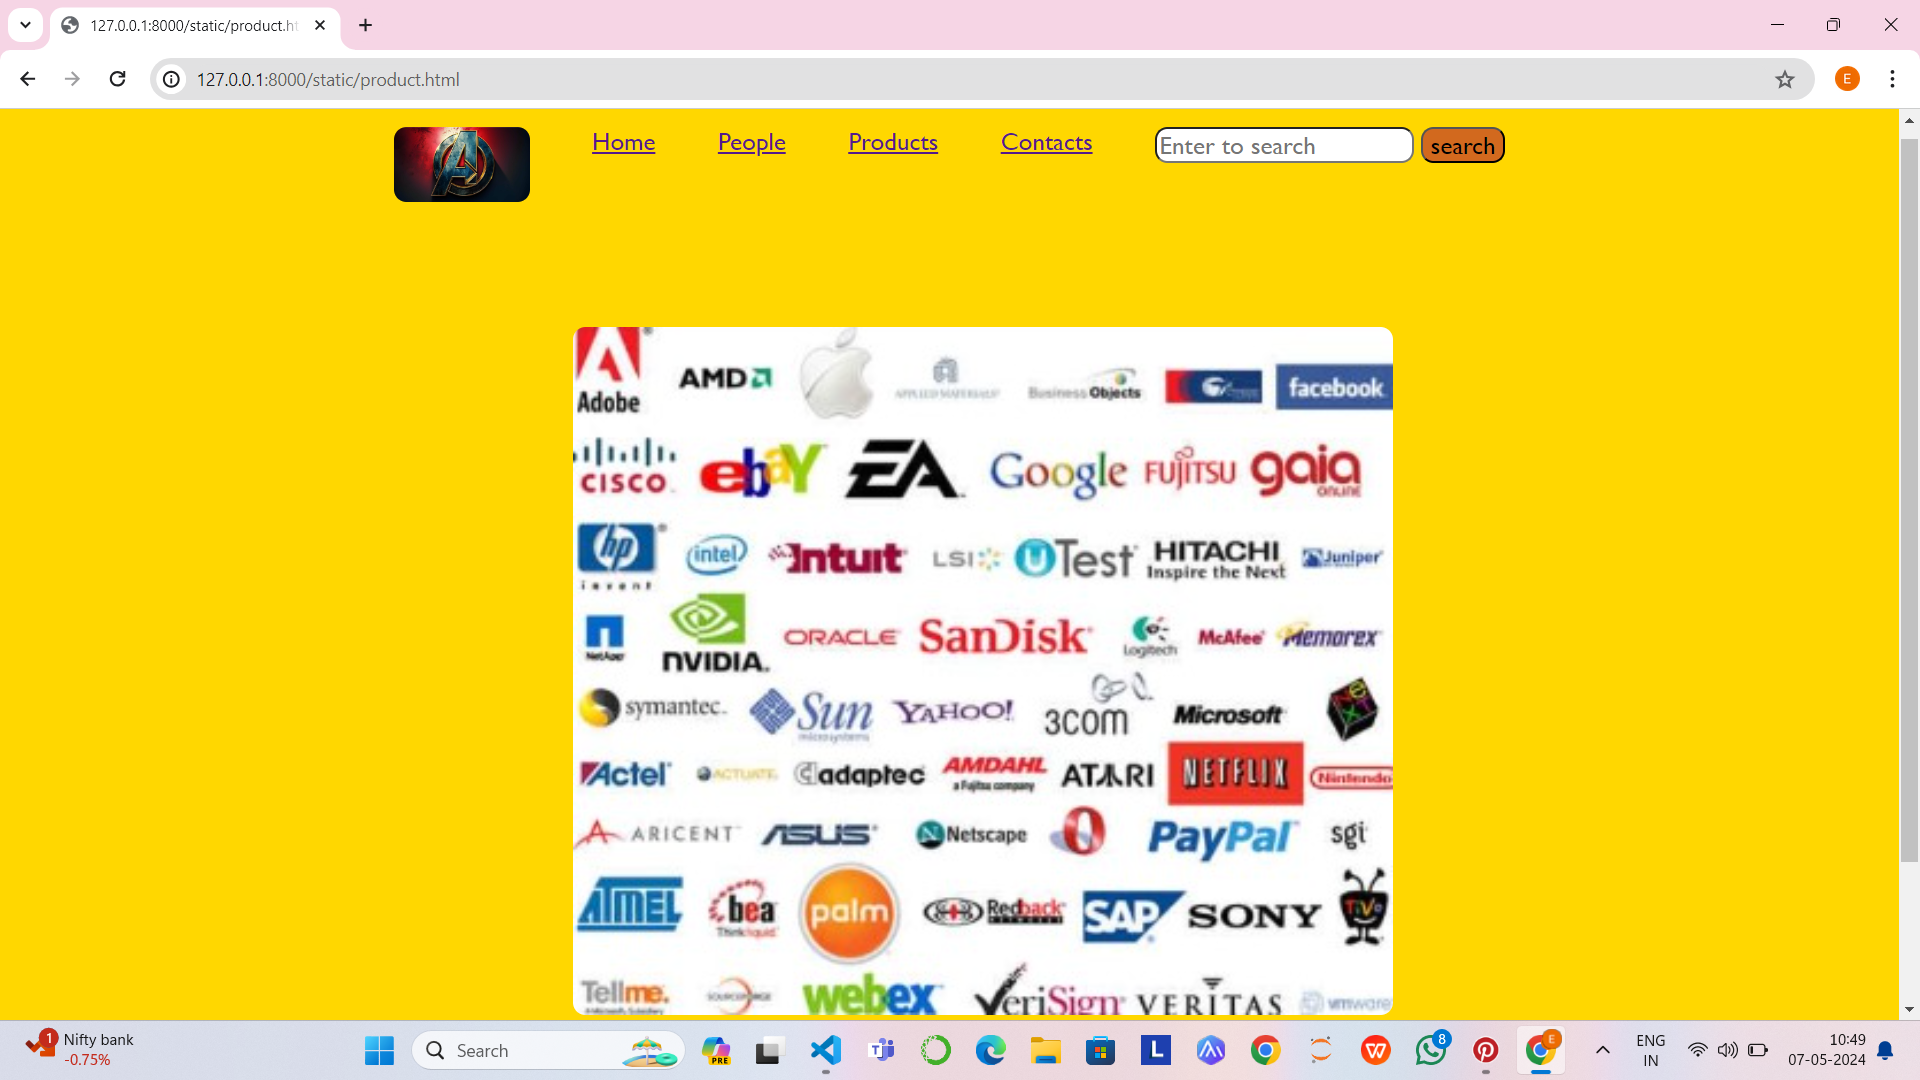 127.0.0.1:8000/static/product.ht
127.0.0.1:8000/static/product.html
E
Home People Products Contacts Enter to search search
Adobe AMD APPLIED MATERIALS Business Objects facebook
CISCO ebaY EA Google FUJITSU gaia ONLINE
hp invent intel Intuit LSI uTest HITACHI Inspire the Next Juniper
NetApp NVIDIA. ORACLE SanDisk Logitech McAfee Memorex
symantec. Sun microsystems YAHOO! 3COM Microsoft NEXT
Actel ACTUATE adaptec AMDAHL a Fujitsu company ATARI NETFLIX Nintendo
ARICENT ASUS Netscape O PayPal sgi
ATMEL bea Think liquid palm Redback NETWORKS SAP SONY TiVo
Tellme. A Microsoft Subsidiary SOURCEFORGE webex VeriSign VERITAS vmware
1 Nifty bank
-0.75%
Search
PRE
L
W
8
E
ENG
IN
10:49
07-05-2024